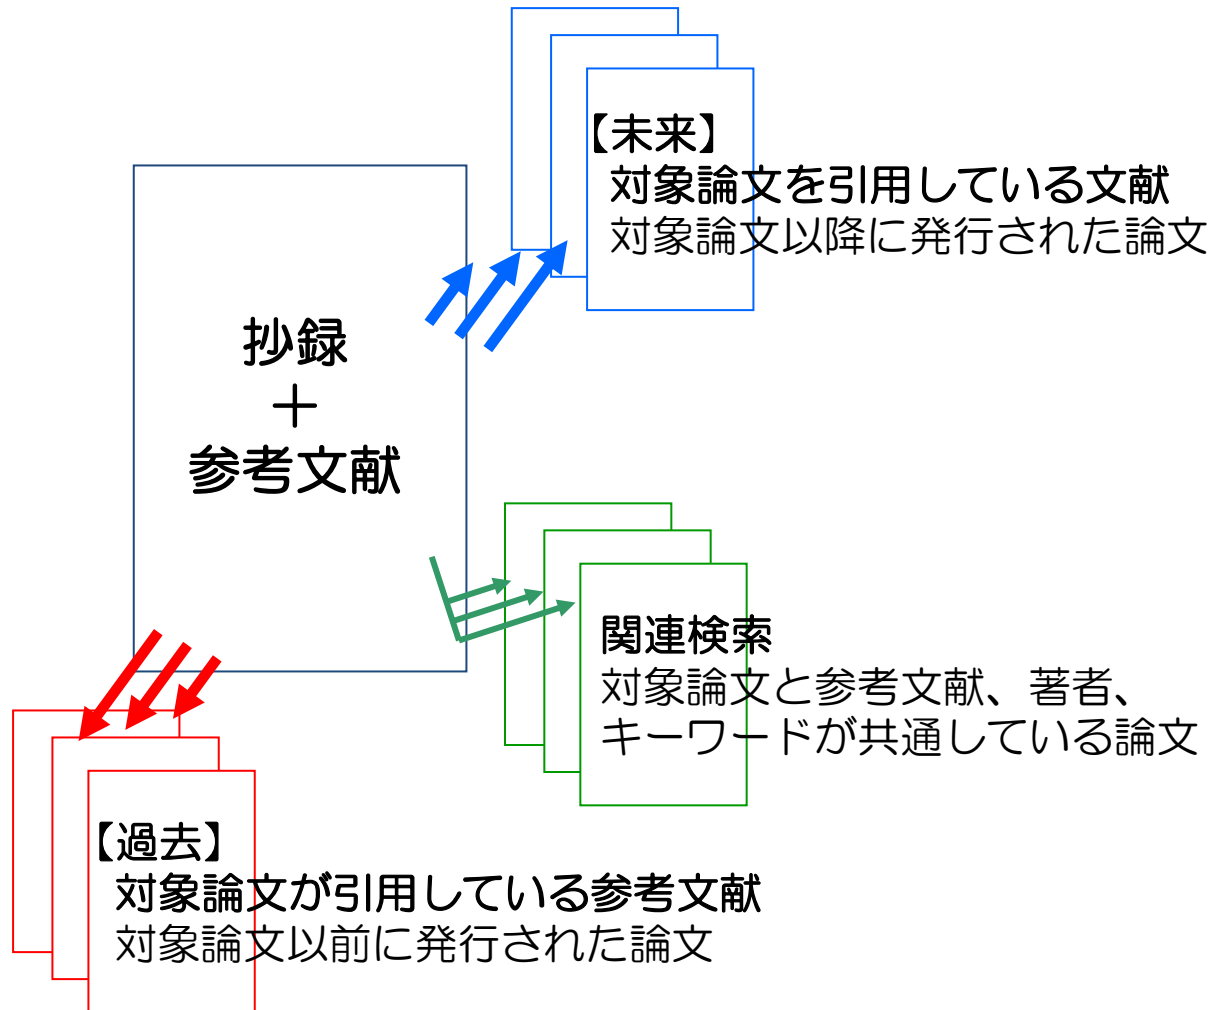 【未来】
対象論文を引用している文献
対象論文以降に発行された論文
抄録
＋
参考文献
関連検索
対象論文と参考文献、著者、
キーワードが共通している論文
【過去】
対象論文が引用している参考文献
対象論文以前に発行された論文